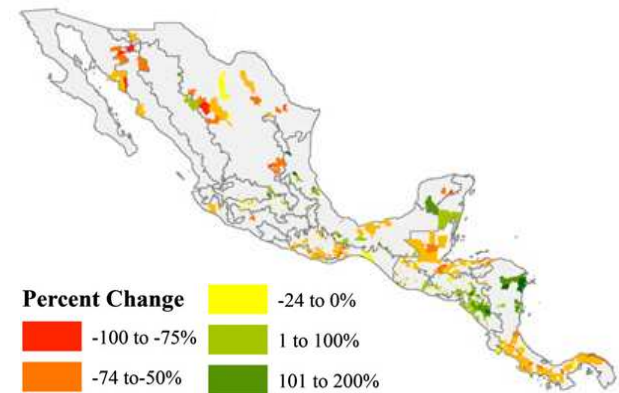 Percent Change
-100 to -75%
-74 to-50%
-24 to 0%
1 to 100%
101 to 200%